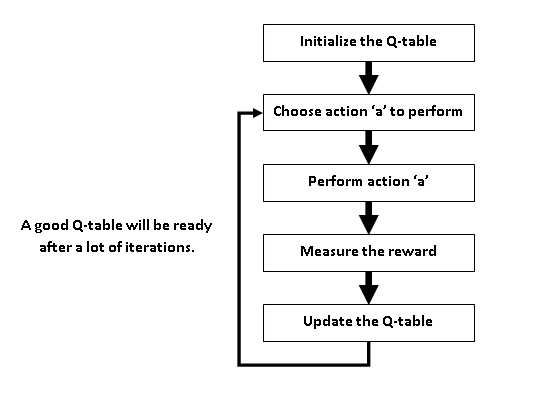 Initialize the Q-table
Choose action ‘a’ to perform
Perform action ‘a’
A good Q-table will be ready
after a lot of iterations.
Measure the reward
Update the Q-table